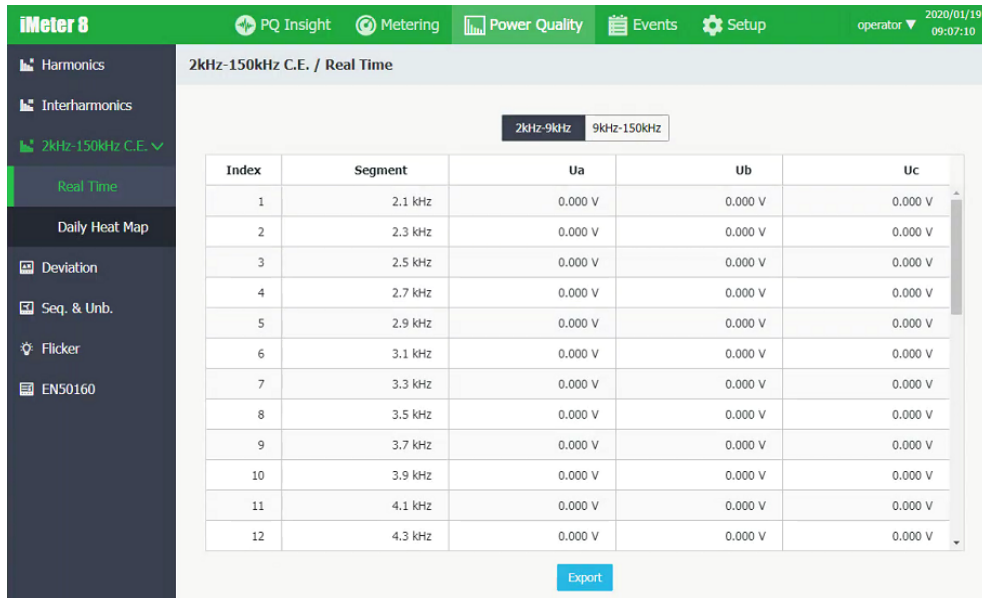 iMeter 8 PQ Insight Metering Power Quality Events Setup operator ▼ 2020/01/19
09:07:10
Harmonics
Interharmonics
2kHz-150kHz C.E.
Real Time
Daily Heat Map
Deviation
Seq. & Unb.
Flicker
EN50160
2kHz-150kHz C.E. / Real Time
2kHz-9kHz 9kHz-150kHz
Index Segment Ua Ub Uc
1 2.1 kHz 0.000 V 0.000 V 0.000 V
2 2.3 kHz 0.000 V 0.000 V 0.000 V
3 2.5 kHz 0.000 V 0.000 V 0.000 V
4 2.7 kHz 0.000 V 0.000 V 0.000 V
5 2.9 kHz 0.000 V 0.000 V 0.000 V
6 3.1 kHz 0.000 V 0.000 V 0.000 V
7 3.3 kHz 0.000 V 0.000 V 0.000 V
8 3.5 kHz 0.000 V 0.000 V 0.000 V
9 3.7 kHz 0.000 V 0.000 V 0.000 V
10 3.9 kHz 0.000 V 0.000 V 0.000 V
11 4.1 kHz 0.000 V 0.000 V 0.000 V
12 4.3 kHz 0.000 V 0.000 V 0.000 V
Export